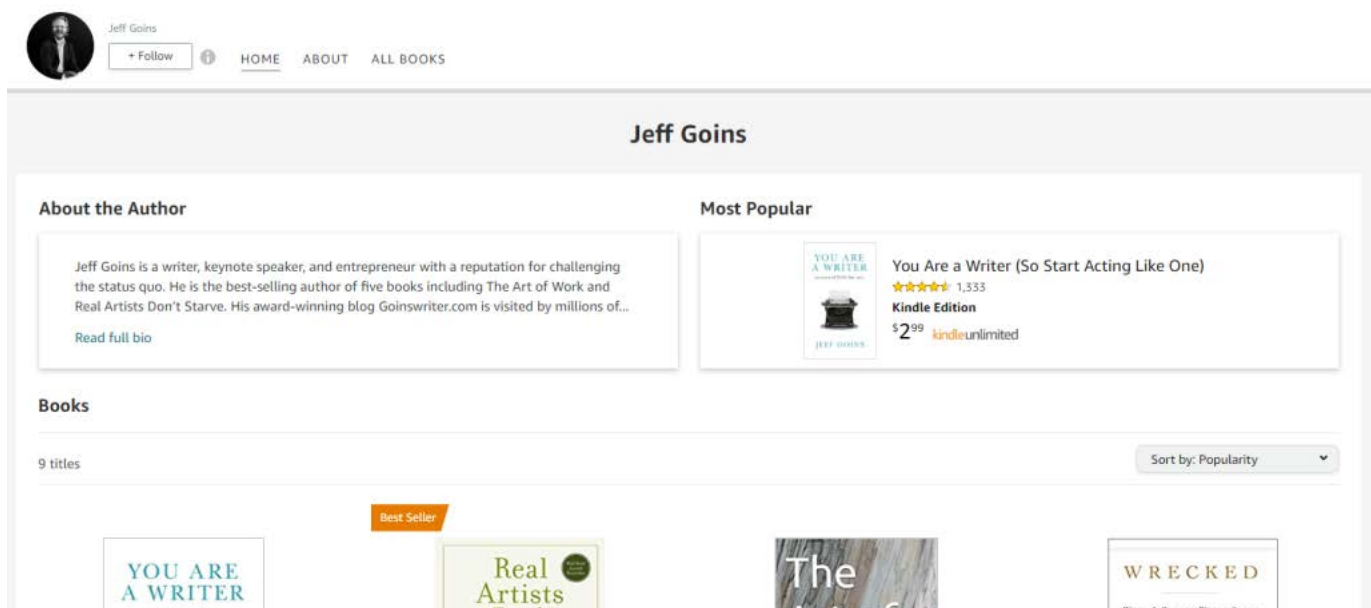 Jeff Goins
+ Follow
HOME ABOUT ALL BOOKS
Jeff Goins
About the Author
Jeff Goins is a writer, keynote speaker, and entrepreneur with a reputation for challenging
the status quo. He is the best-selling author of five books including The Art of Work and
Real Artists Don't Starve. His award-winning blog Goinswriter.com is visited by millions of...
Read full bio
Most Popular
YOU ARE
A WRITER
JEFF GOINS
You Are a Writer (So Start Acting Like One)
1,333
Kindle Edition
$2.99 kindleunlimited
Books
9 titles
Sort by: Popularity
Best Seller
YOU ARE
A WRITER
Real
Artists
The
WRECKED